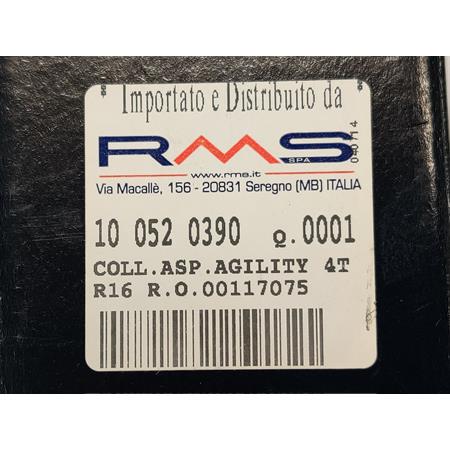 Importato e Distribuito da
RMS
SPA
www.rms.it
Via Macallè, 156 - 20831 Seregno (MB) ITALIA
040714
10 052 0390 Q.0001
COLL.ASP.AGILITY 4T
R16 R.O.00117075